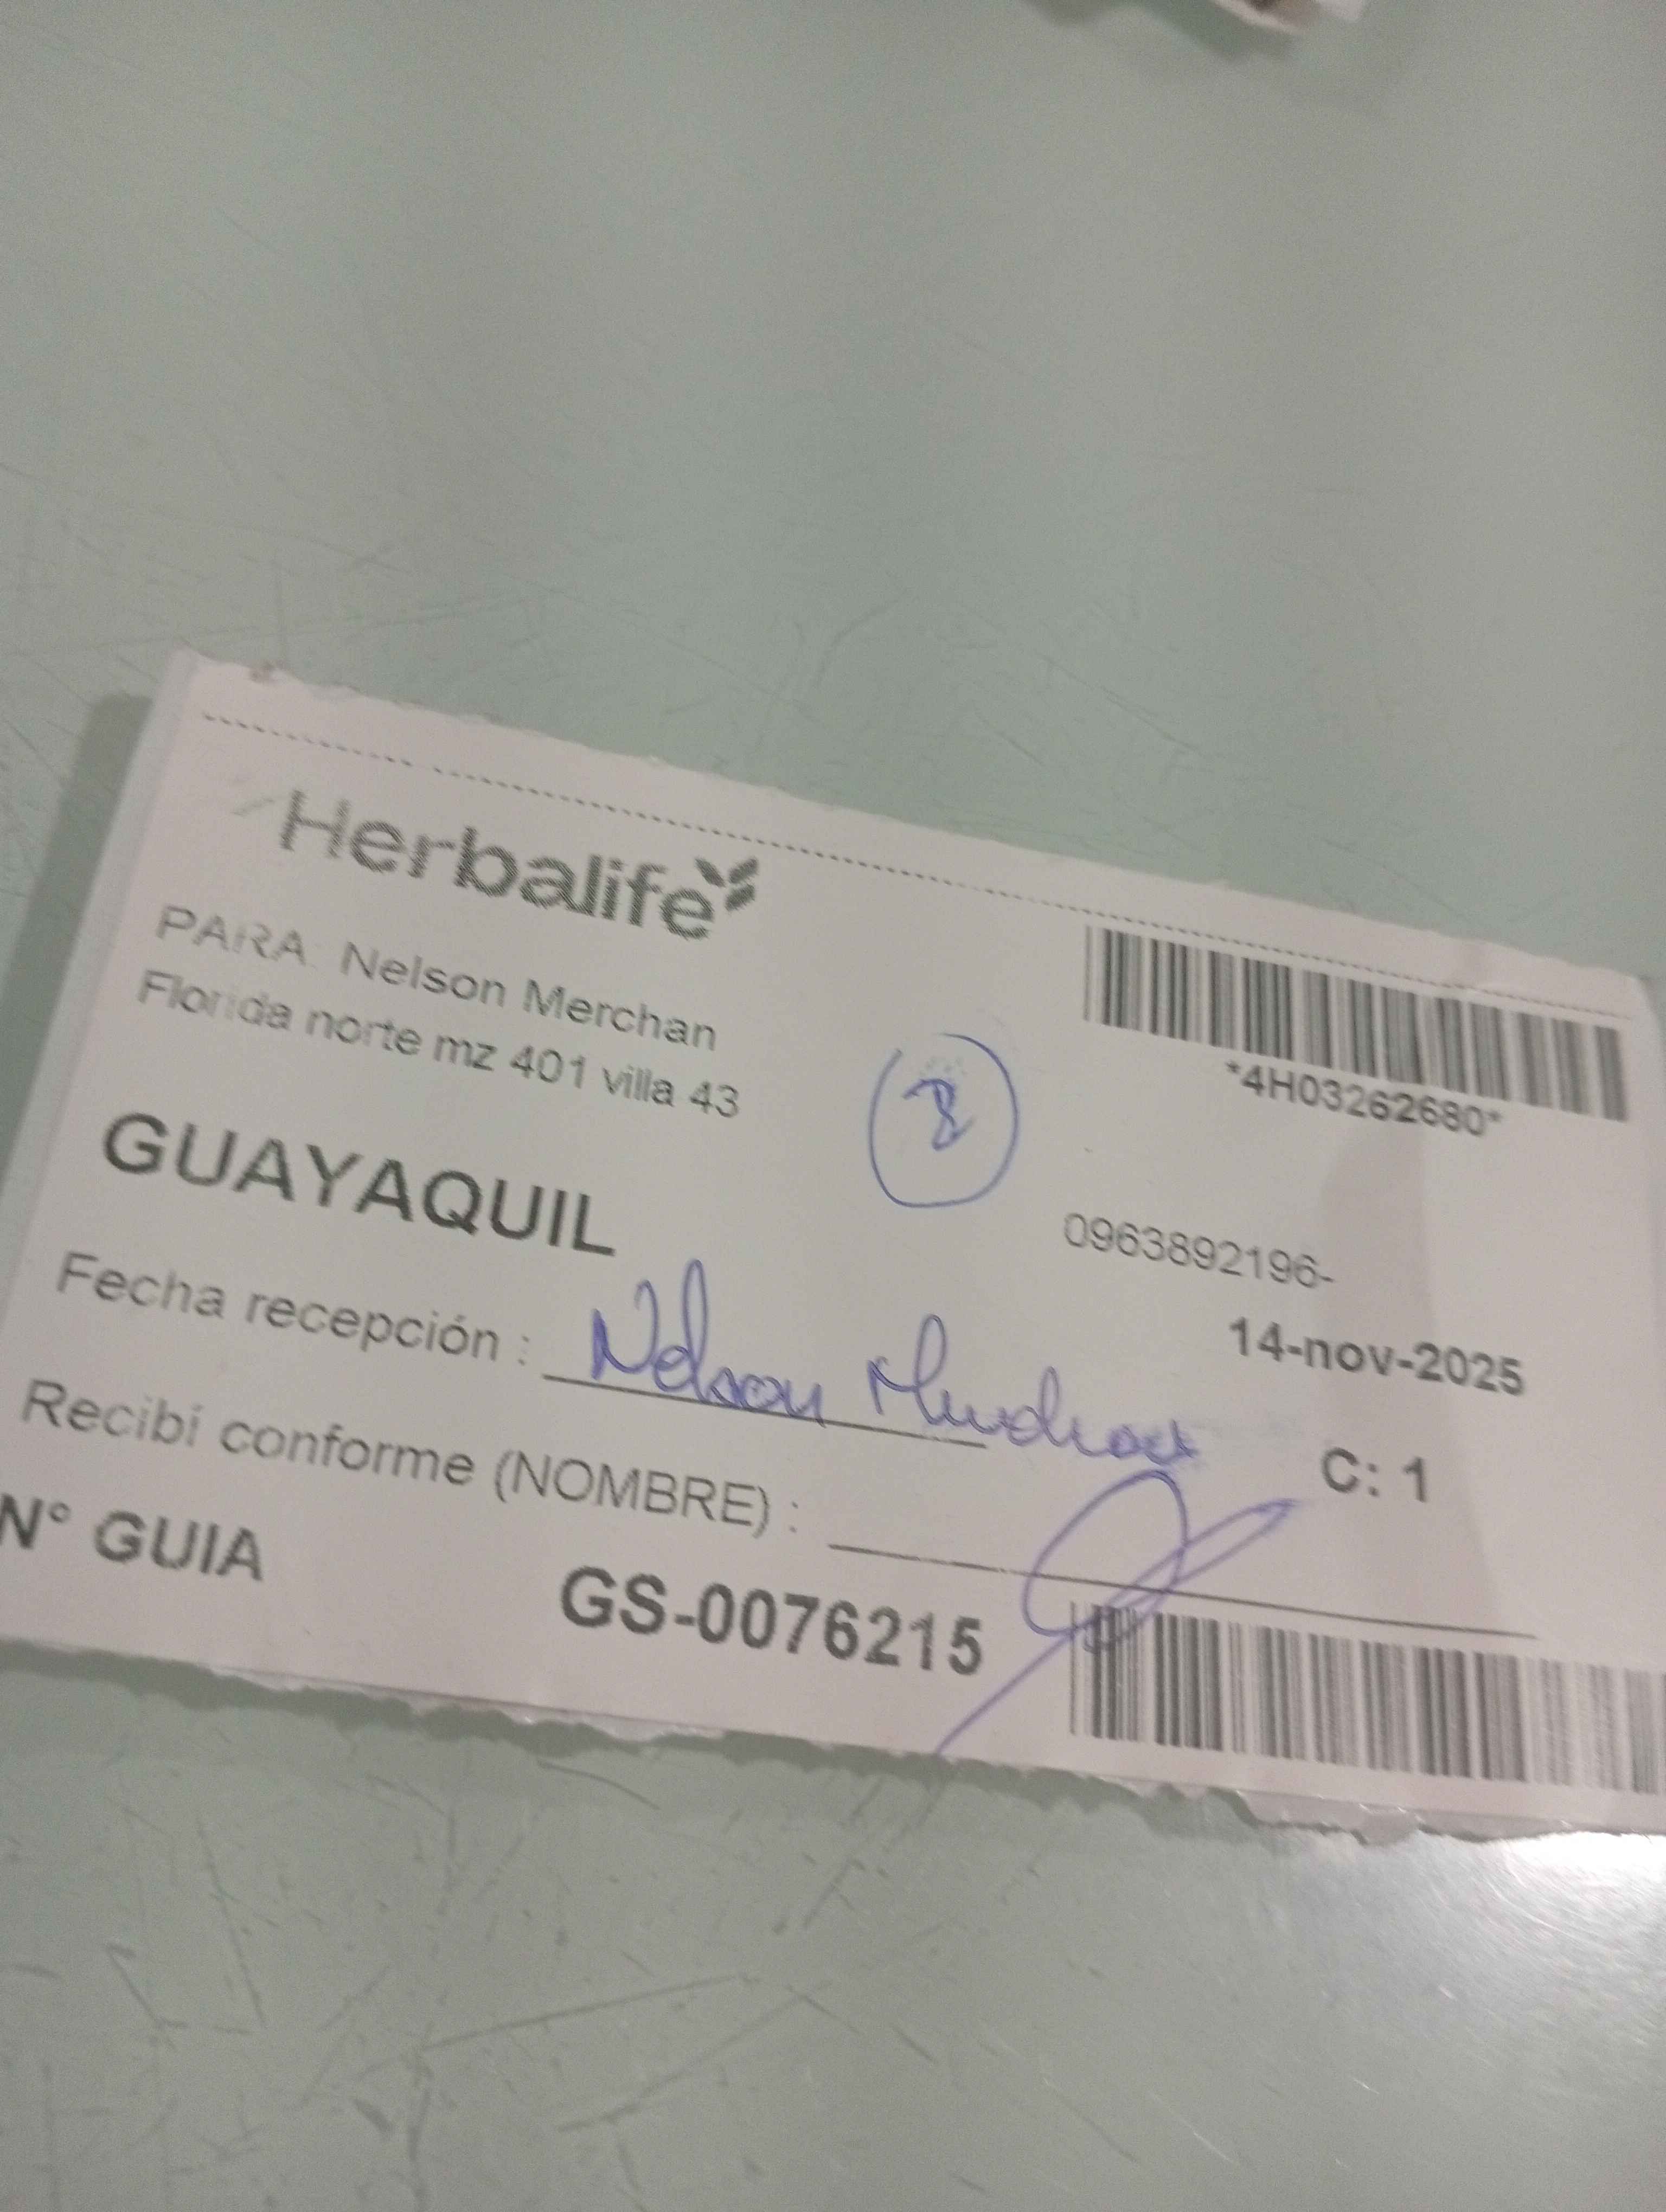 Herbalife
PARA: Nelson Merchan
Florida norte mz 401 villa 43
GUAYAQUIL
*4H03262680*
8
0963892196-
14-nov-2025
Fecha recepción : Nelson
C: 1
Recibí conforme (NOMBRE) :
N° GUIA GS-0076215